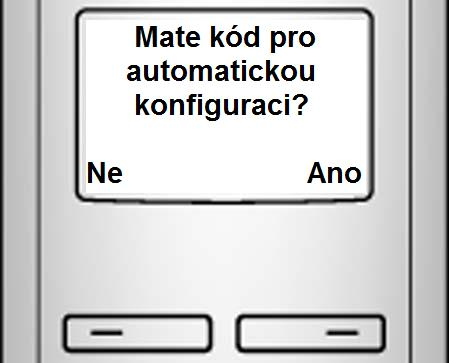 Mate kód pro
automatickou
konfiguraci?
Ne Ano